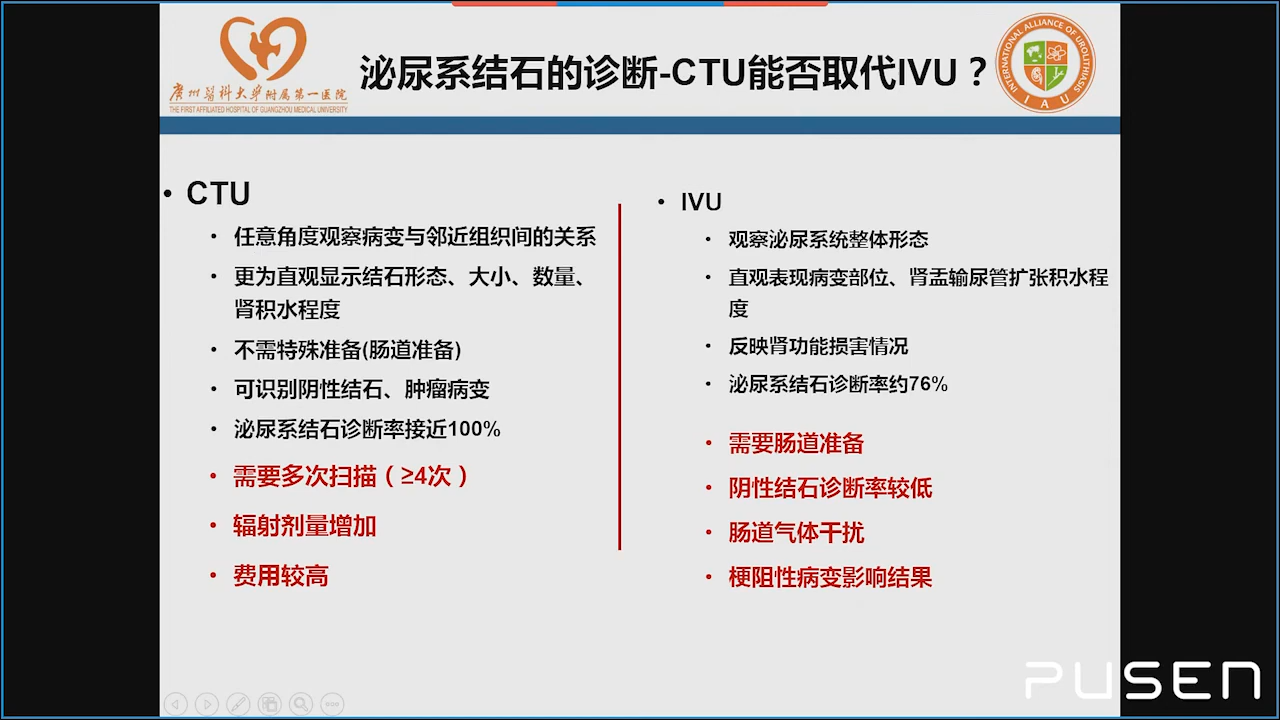 廣州醫科大學附属第一医院
THE FIRST AFFILIATED HOSPITAL OF GUANGZHOU MEDICAL UNIVERSITY
泌尿系结石的诊断-CTU能否取代IVU？
INTERNATIONAL ALLIANCE OF UROLITHIASIS
I A U
• CTU
• 任意角度观察病变与邻近组织间的关系
• 更为直观显示结石形态、大小、数量、
肾积水程度
• 不需特殊准备(肠道准备)
• 可识别阴性结石、肿瘤病变
• 泌尿系结石诊断率接近100%
• 需要多次扫描（≥4次）
• 辐射剂量增加
• 费用较高
• IVU
• 观察泌尿系统整体形态
• 直观表现病变部位、肾盂输尿管扩张积水程
度
• 反映肾功能损害情况
• 泌尿系结石诊断率约76%
• 需要肠道准备
• 阴性结石诊断率较低
• 肠道气体干扰
• 梗阻性病变影响结果
PUSEN